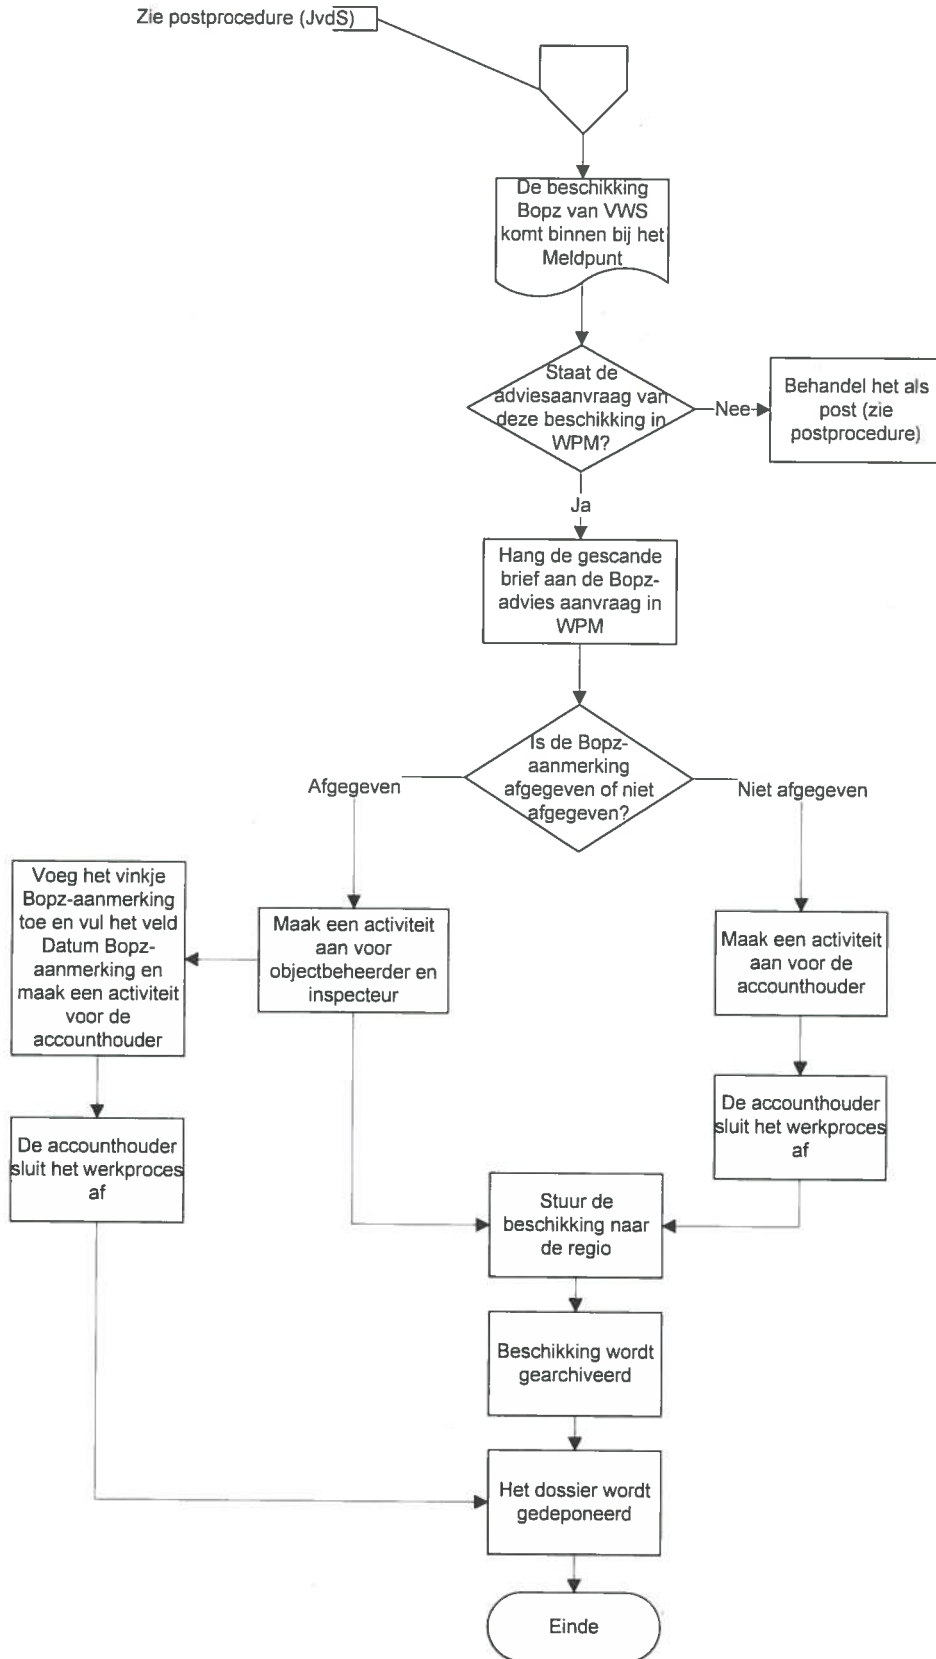 Zie postprocedure (JvdS)
De beschikking
Bopz van VWS
komt binnen bij het
Meldpunt
Staat de
adviesaanvraag van
deze beschikking in
WPM?
Nee
Behandel het als
post (zie
postprocedure)
Ja
Hang de gescande
brief aan de Bopz-
advies aanvraag in
WPM
Is de Bopz-
aanmerking
afgegeven of niet
afgegeven?
Afgegeven
Niet afgegeven
Voeg het vinkje
Bopz-aanmerking
toe en vul het veld
Datum Bopz-
aanmerking en
maak een activiteit
voor de
accounthouder
Maak een activiteit
aan voor
objectbeheerder en
inspecteur
Maak een activiteit
aan voor de
accounthouder
De accounthouder
sluit het werkproces
af
De accounthouder
sluit het werkproces
af
Stuur de
beschikking naar
de regio
Beschikking wordt
gearchiveerd
Het dossier wordt
gedeponeerd
Einde